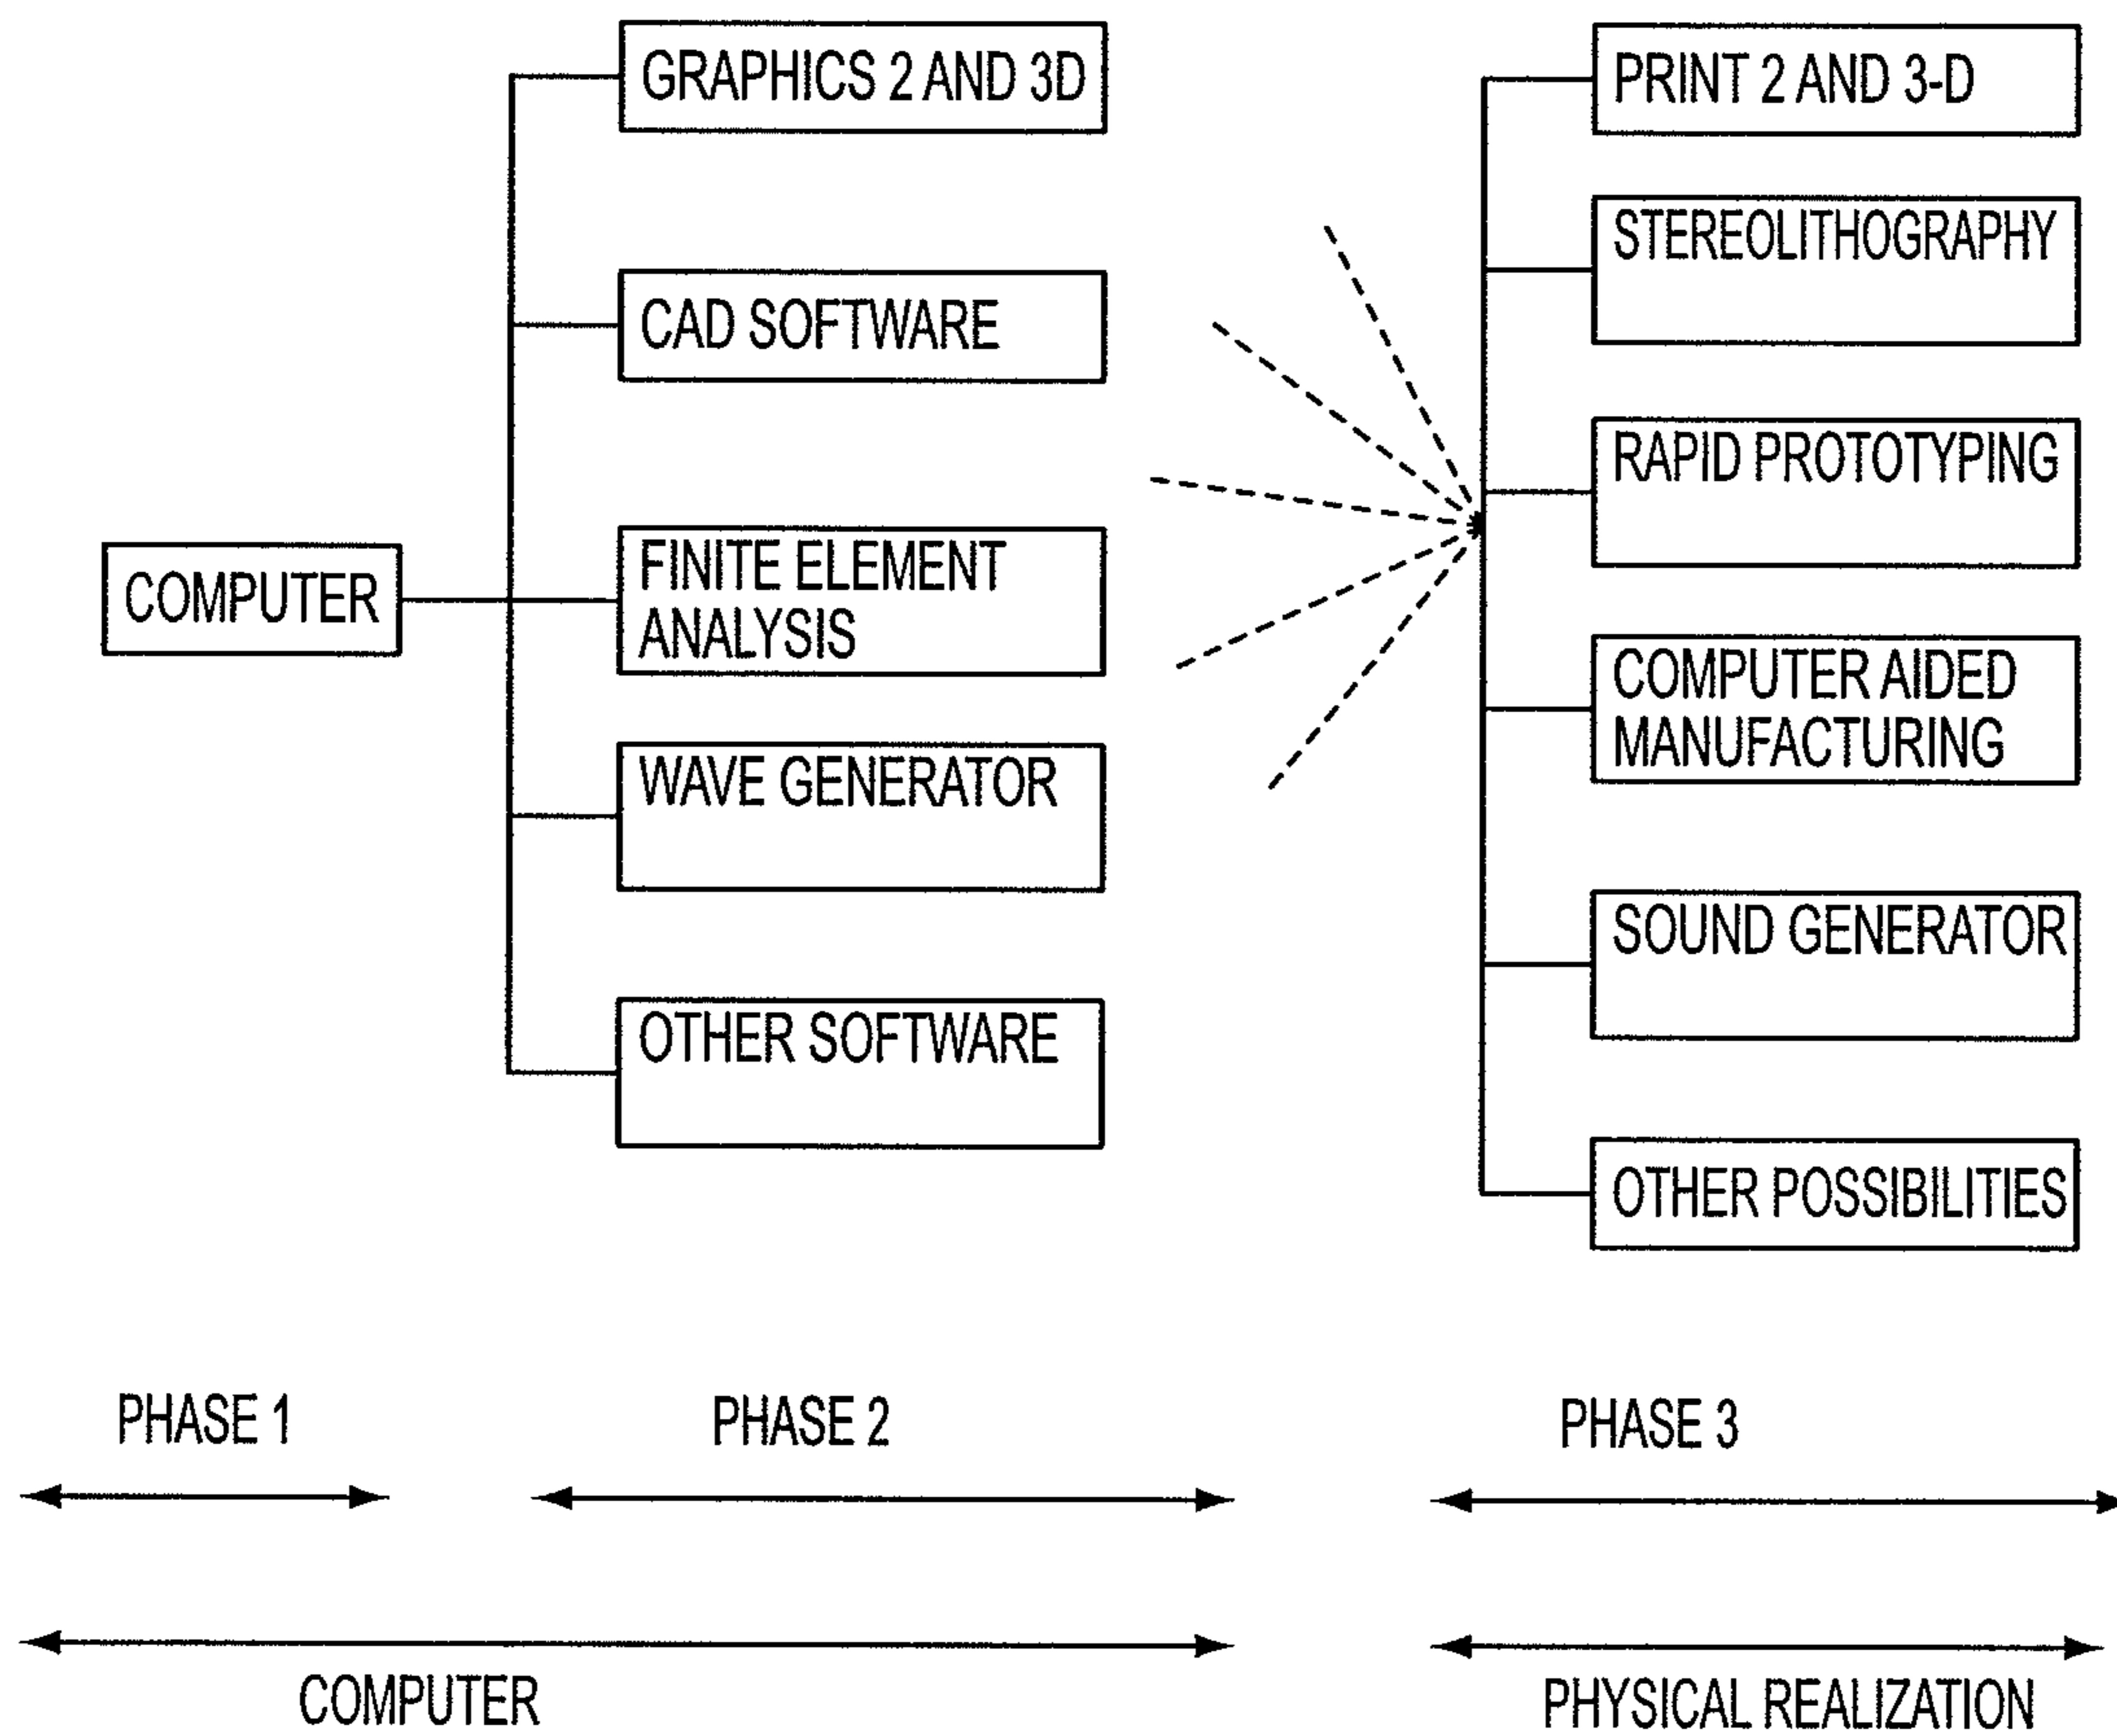 GRAPHICS 2 AND 3D
CAD SOFTWARE
COMPUTER
FINITE ELEMENT
ANALYSIS
WAVE GENERATOR
OTHER SOFTWARE
PRINT 2 AND 3-D
STEREOLITHOGRAPHY
RAPID PROTOTYPING
COMPUTER AIDED
MANUFACTURING
SOUND GENERATOR
OTHER POSSIBILITIES
PHASE 1
PHASE 2
PHASE 3
COMPUTER
PHYSICAL REALIZATION